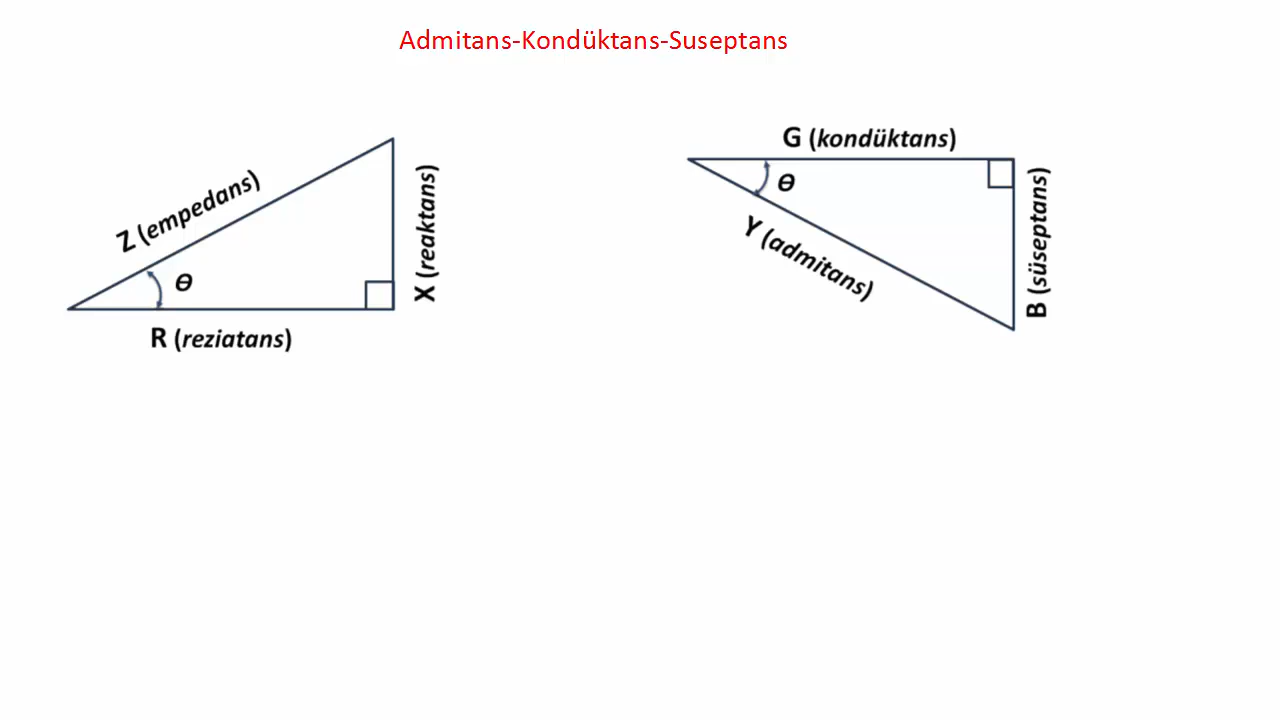 Admitans-Kondüktans-Suseptans
Z (empedans)
X (reaktans)
Ɵ
R (reziatans)
G (kondüktans)
Ɵ
Y (admitans)
B (süseptans)